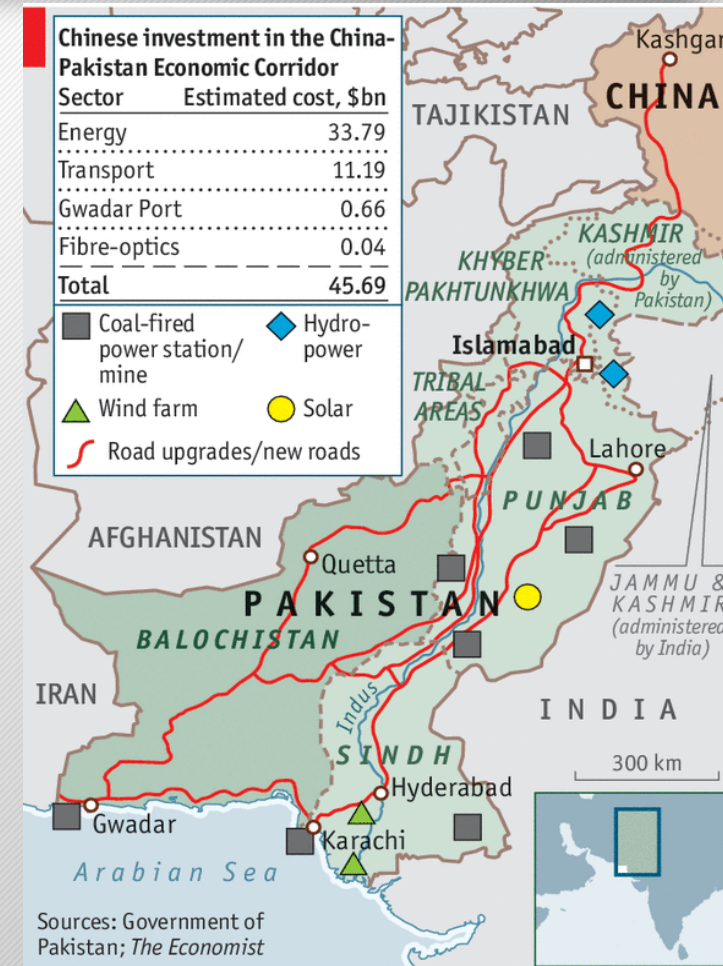 Chinese investment in the China-
Pakistan Economic Corridor
Sector Estimated cost, $bn
Energy 33.79
Transport 11.19
Gwadar Port 0.66
Fibre-optics 0.04
Total 45.69
Coal-fired
power station/
mine
Hydro-
power
Wind farm
Solar
Road upgrades/new roads
Kashgar
CHINA
TAJIKISTAN
KASHMIR
(administered
by
Pakistan)
KHYBER
PAKHTUNKHWA
Islamabad
TRIBAL
AREAS
Lahore
PUNJAB
AFGHANISTAN
Quetta
PAKISTAN
BALOCHISTAN
JAMMU &
KASHMIR
(administered
by India)
IRAN
Indus
INDIA
SINDH
300 km
Hyderabad
Gwadar
Karachi
Arabian Sea
Sources: Government of
Pakistan; The Economist